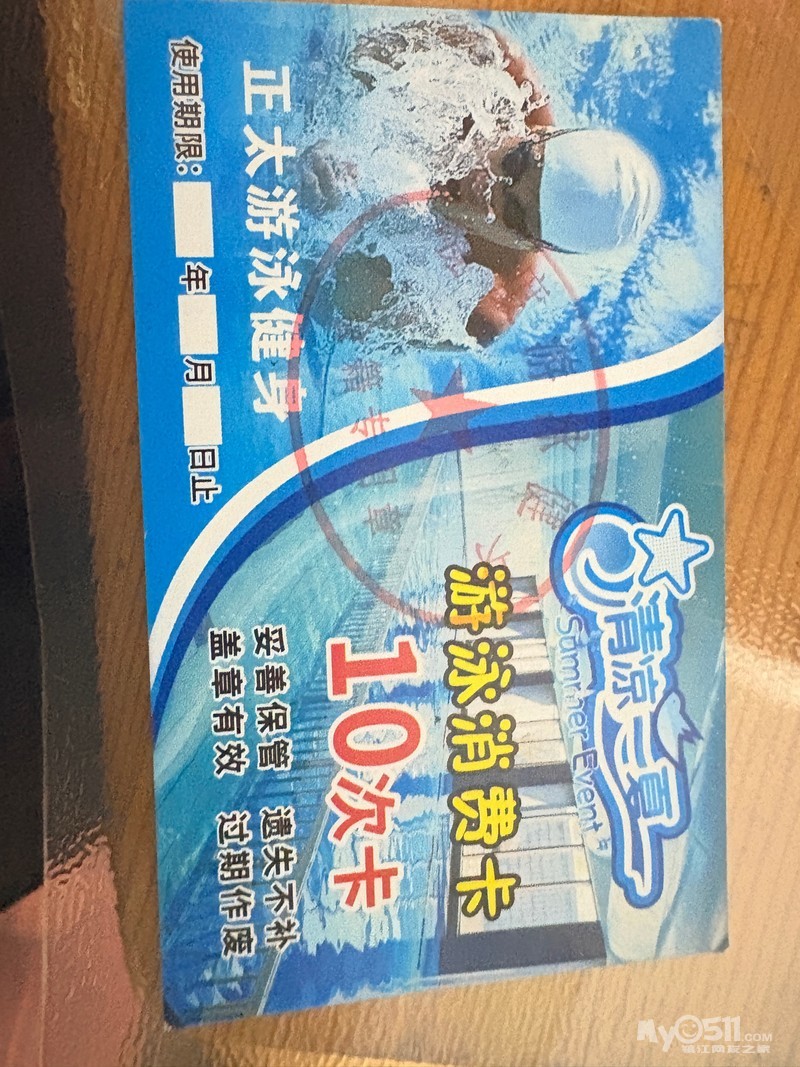 正太游泳健身
使用期限： 年 月 日止
清凉一夏
Summer Event
游泳消费卡
10次卡
妥善保管 遗失不补
盖章有效 过期作废
My0511.COM
镇江网友之家